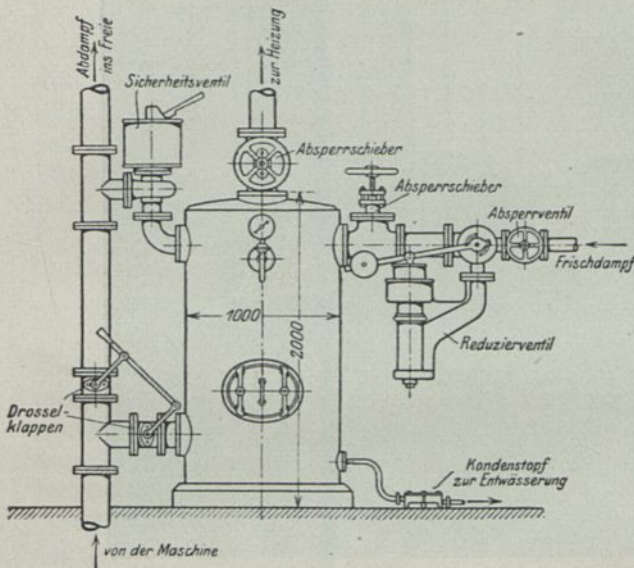 Abdampf
ins Freie
zur Heizung
Sicherheitsventil
Absperrschieber
Absperrschieber
Absperrventil
Frischdampf
1000
2000
Reduzierventil
Drossel-
klappen
Kondenstopf
zur Entwässerung
von der Maschine